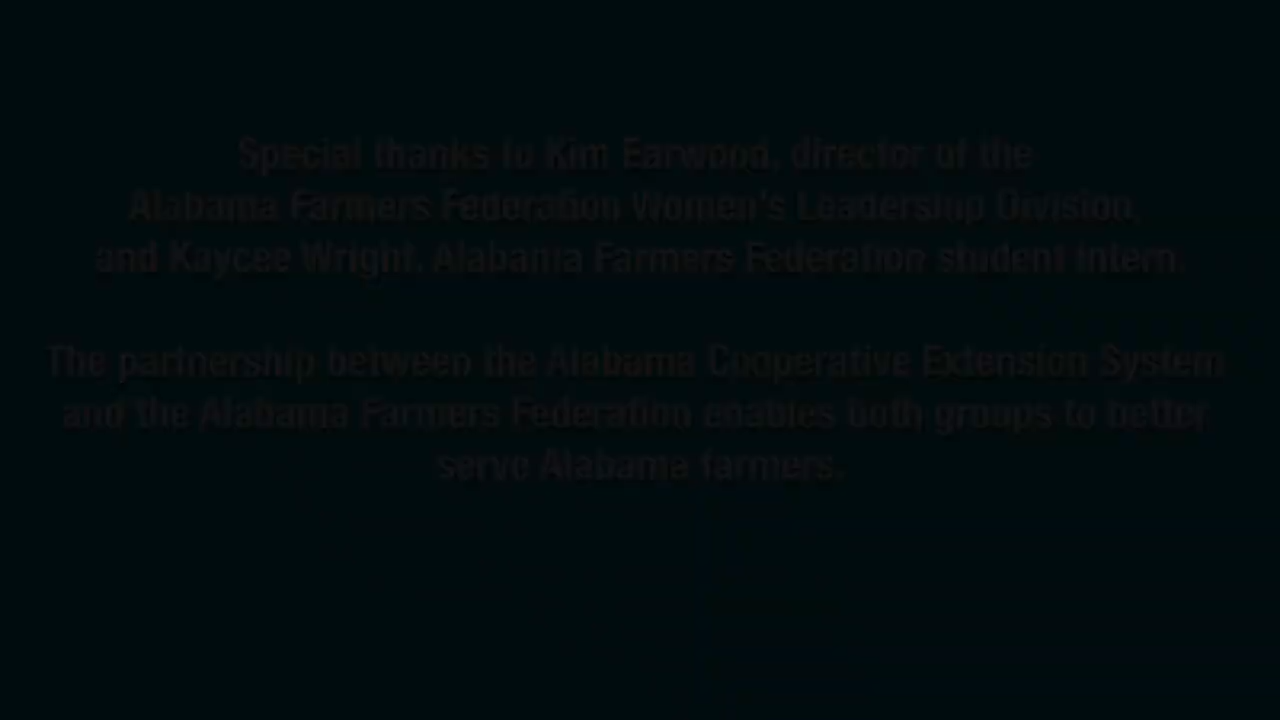 Special thanks to Kim Earwood, director of the
Alabama Farmers Federation Women's Leadership Division,
and Kaycee Wright, Alabama Farmers Federation student intern.
The partnership between the Alabama Cooperative Extension System
and the Alabama Farmers Federation enables both groups to better
serve Alabama farmers.